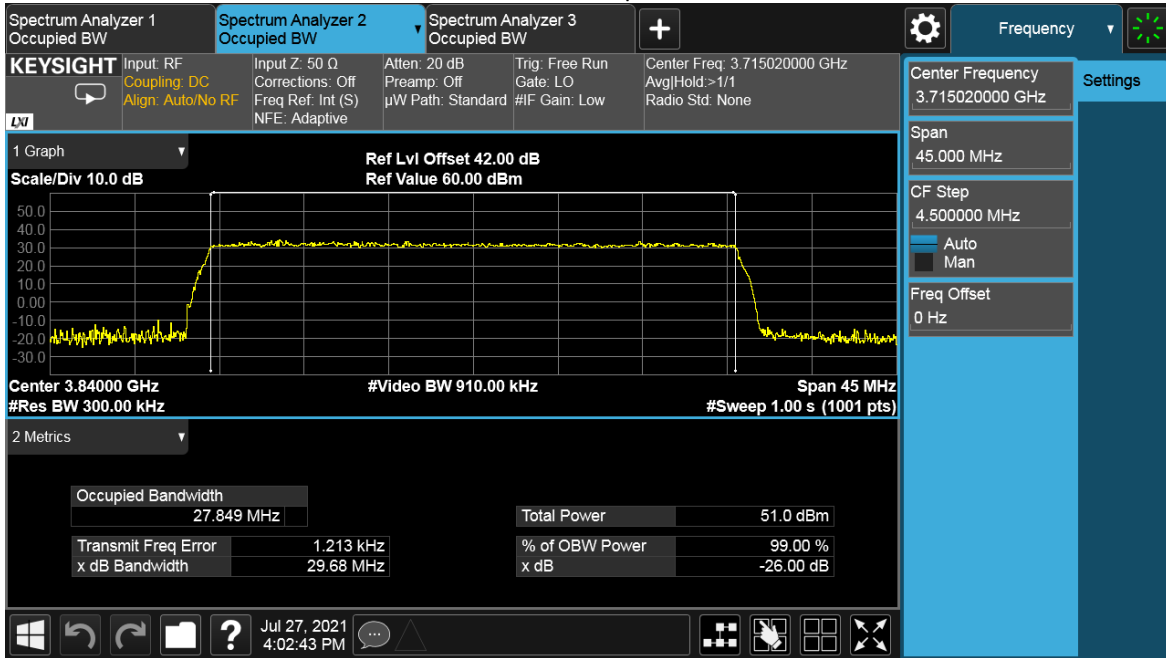 Spectrum Analyzer 1
Occupied BW
Spectrum Analyzer 2
Occupied BW
Spectrum Analyzer 3
Occupied BW
Frequency
KEYSIGHT
LXI
Input: RF
Coupling: DC
Align: Auto/No RF
Input Z: 50 Ω
Corrections: Off
Freq Ref: Int (S)
NFE: Adaptive
Atten: 20 dB
Preamp: Off
µW Path: Standard
Trig: Free Run
Gate: LO
#IF Gain: Low
Center Freq: 3.715020000 GHz
Avg|Hold:>1/1
Radio Std: None
Center Frequency
3.715020000 GHz
Settings
Span
45.000 MHz
CF Step
4.500000 MHz
Auto
Man
Freq Offset
0 Hz
1 Graph
Scale/Div 10.0 dB
Ref Lvl Offset 42.00 dB
Ref Value 60.00 dBm
50.0
40.0
30.0
20.0
10.0
0.00
-10.0
-20.0
-30.0
Center 3.84000 GHz
#Video BW 910.00 kHz
Span 45 MHz
#Res BW 300.00 kHz
#Sweep 1.00 s (1001 pts)
2 Metrics
Occupied Bandwidth
27.849 MHz
Total Power 51.0 dBm
Transmit Freq Error 1.213 kHz
% of OBW Power 99.00 %
x dB Bandwidth 29.68 MHz
x dB -26.00 dB
?
Jul 27, 2021
4:02:43 PM